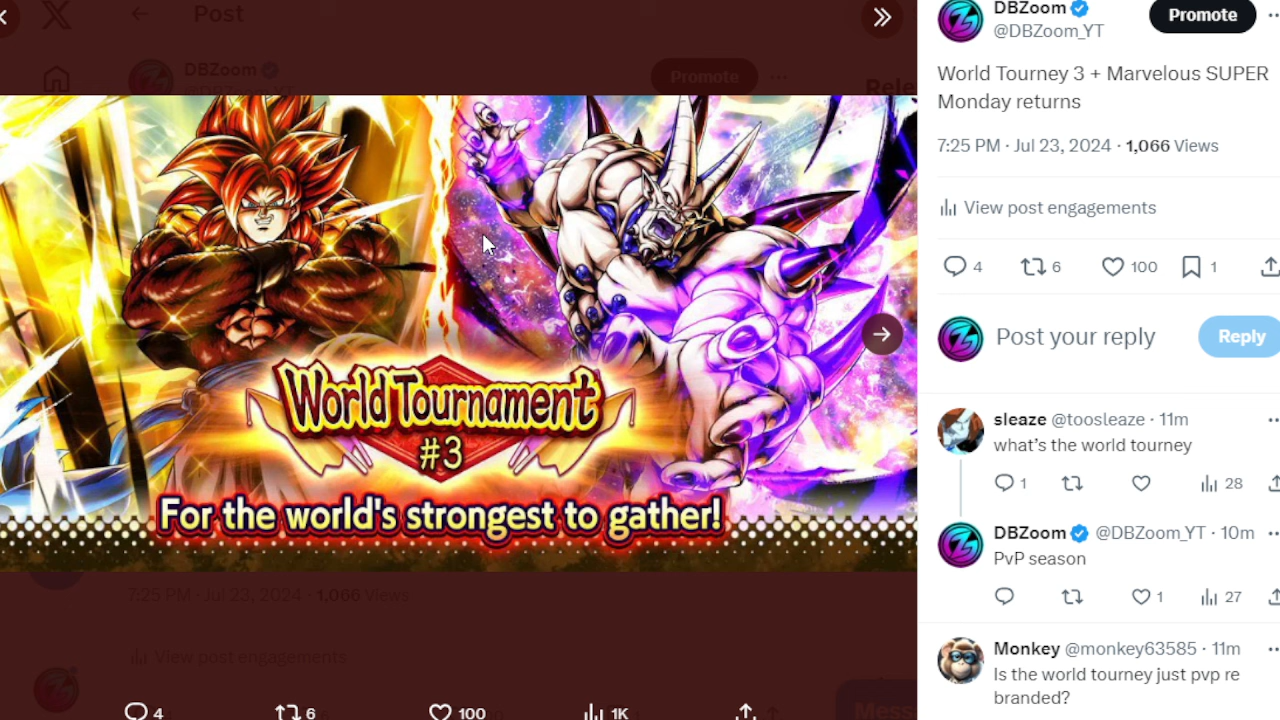 Post
DBZoom
Promote
Rele
World Tournament
#3
For the world's strongest to gather!
7:25 PM · Jul 23, 2024 · 1,066 Views
View post engagements
4
6
100
1K
Mess
DBZoom
@DBZoom_YT
Promote
World Tourney 3 + Marvelous SUPER
Monday returns
7:25 PM · Jul 23, 2024 · 1,066 Views
View post engagements
4
6
100
1
Post your reply
Reply
sleaze @toosleaze · 11m
what's the world tourney
1
28
DBZoom @DBZoom_YT · 10m
PvP season
1
27
Monkey @monkey63585 · 11m
Is the world tourney just pvp re
branded?